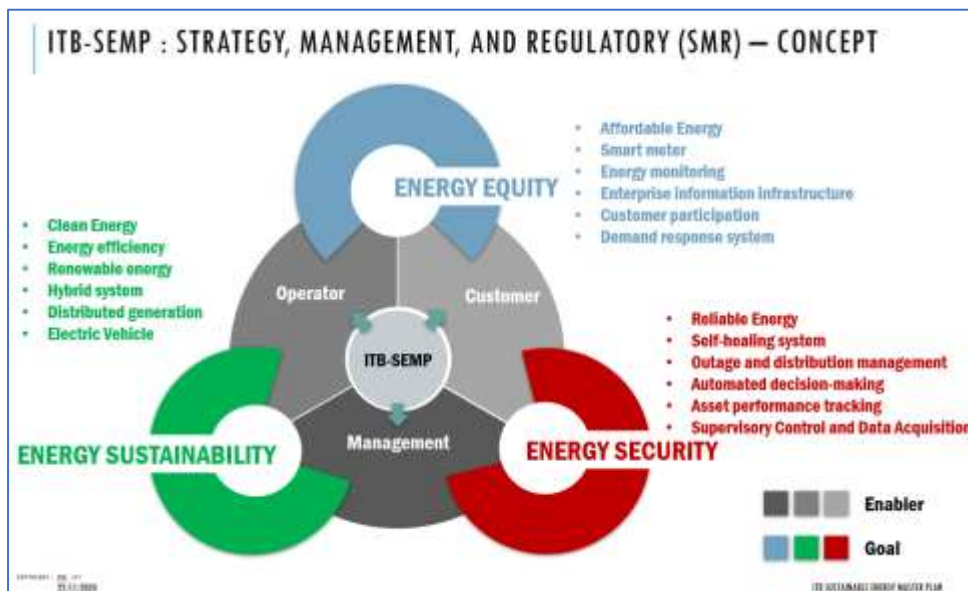 ITB-SEMP : STRATEGY, MANAGEMENT, AND REGULATORY (SMR) – CONCEPT
• Affordable Energy
• Smart meter
• Energy monitoring
• Enterprise information infrastructure
• Customer participation
• Demand response system
ENERGY EQUITY
• Clean Energy
• Energy efficiency
• Renewable energy
• Hybrid system
• Distributed generation
• Electric Vehicle
Operator
Customer
ITB-SEMP
Management
• Reliable Energy
• Self-healing system
• Outage and distribution management
• Automated decision-making
• Asset performance tracking
• Supervisory Control and Data Acquisition
ENERGY SUSTAINABILITY
ENERGY SECURITY
Enabler
Goal
ITB SUSTAINABLE ENERGY MASTER PLAN